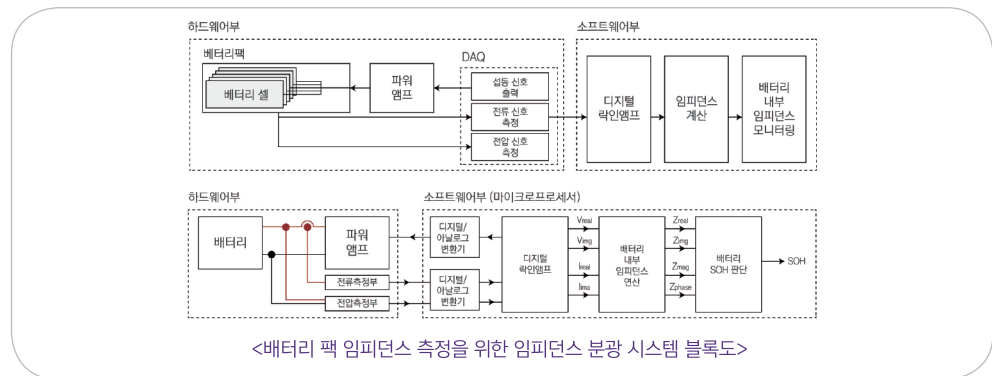 하드웨어부
소프트웨어부
베터리팩
DAQ
베터리 셀
파워
앰프
섭동 신호
출력
전류 신호
측정
전압 신호
측정
디지털
락인앰프
임피던스
계산
배터리
내부
임피던스
모니터링
하드웨어부
소프트웨어부 (마이크로프로세서)
배터리
파워
앰프
전류측정부
전압측정부
디지털/
아날로그
변환기
디지털/
아날로그
변환기
디지털
락인앰프
Vreal
Vimg
Ireal
Iima
배터리
내부
임피던스
연산
Zreal
Zimg
Zmag
Zphase
배터리
SOH 판단
SOH
<배터리 팩 임피던스 측정을 위한 임피던스 분광 시스템 블록도>